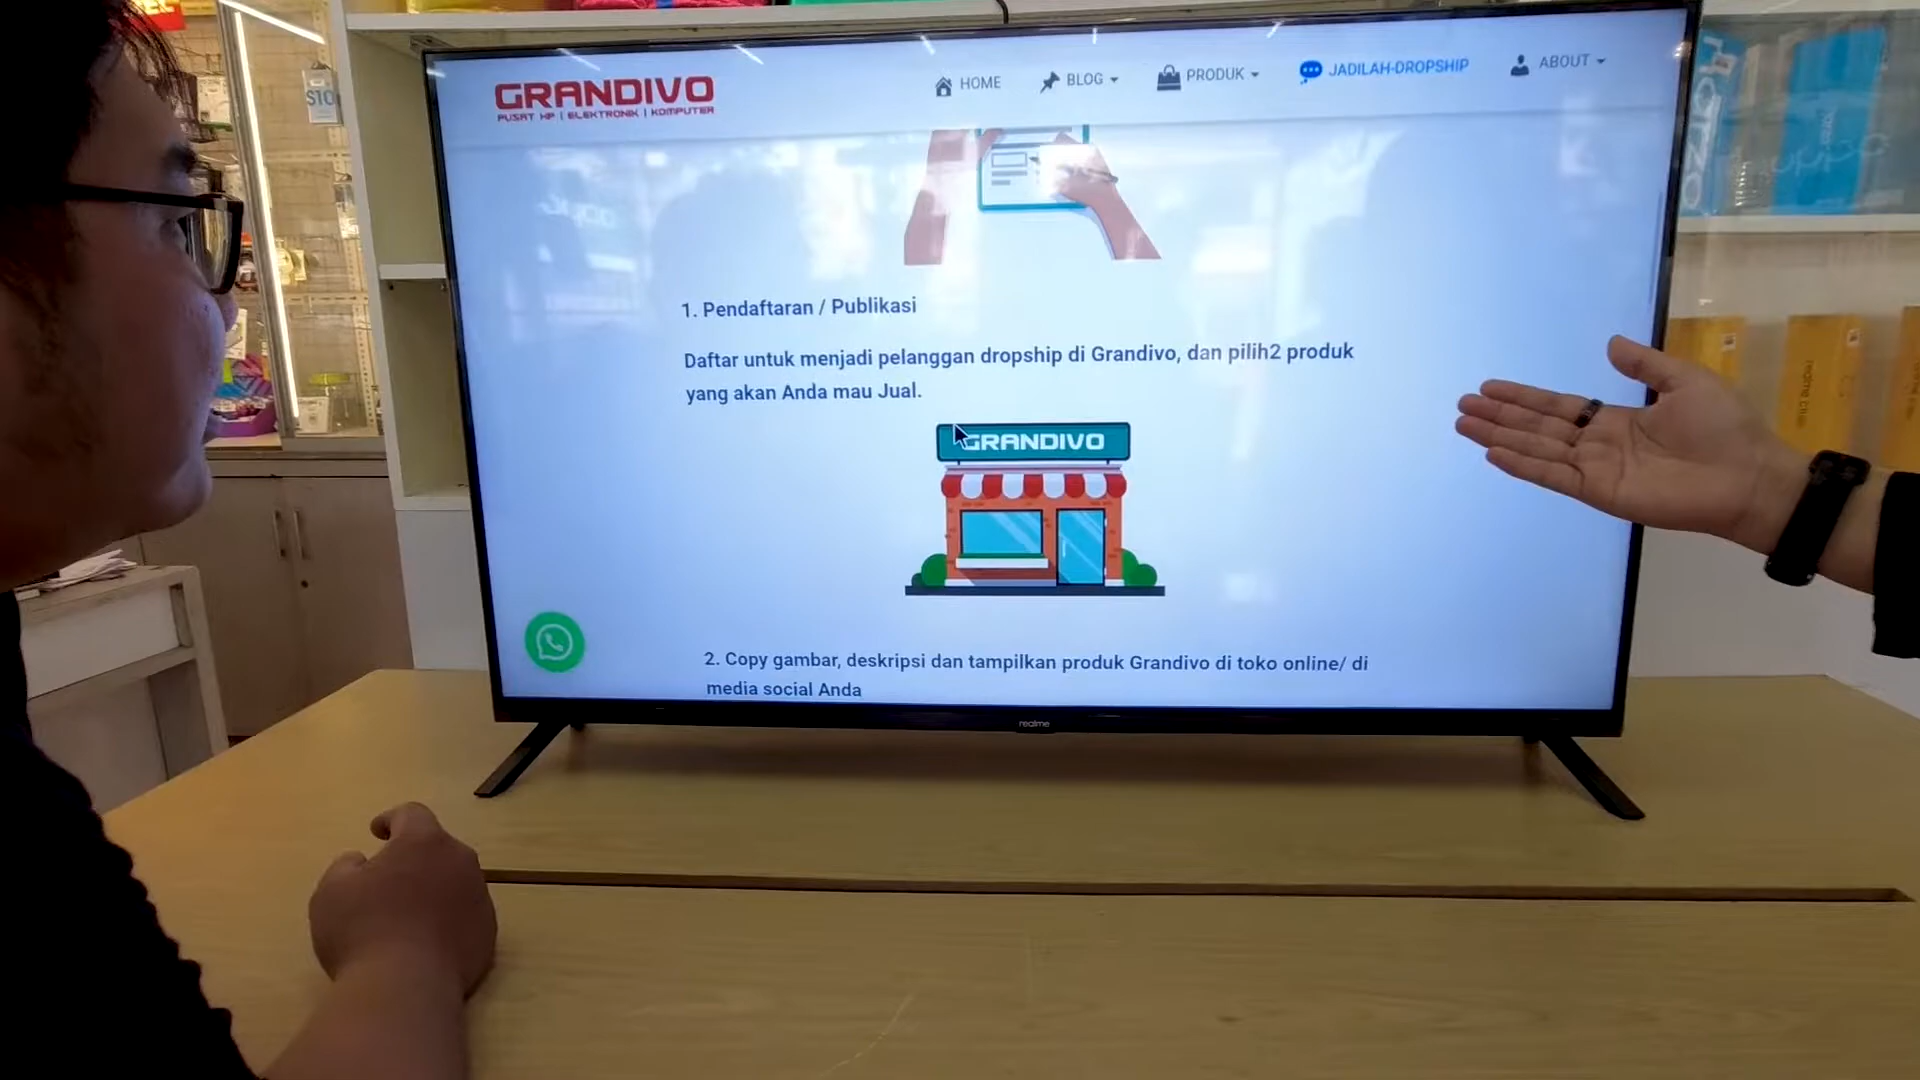 GRANDIVO
PUSAT HP | ELEKTRONIK | KOMPUTER
HOME
BLOG
PRODUK
JADILAH-DROPSHIP
ABOUT
1. Pendaftaran / Publikasi
Daftar untuk menjadi pelanggan dropship di Grandivo, dan pilih2 produk
yang akan Anda mau Jual.
GRANDIVO
2. Copy gambar, deskripsi dan tampilkan produk Grandivo di toko online/ di
media social Anda
realme
S10
oppo